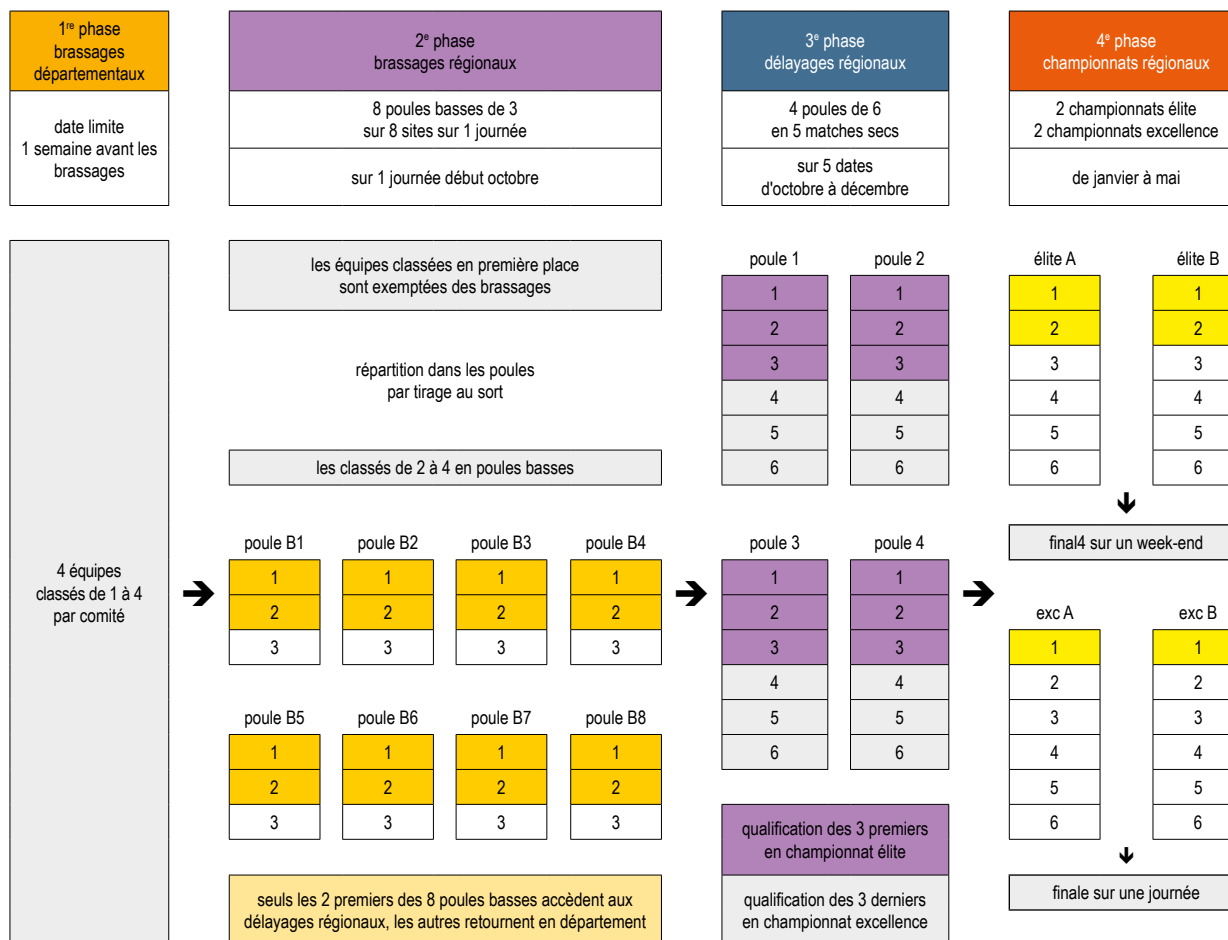 1re phase
brassages
départementaux
date limite
1 semaine avant les
brassages
4 équipes
classés de 1 à 4
par comité
2e phase
brassages régionaux
8 poules basses de 3
sur 8 sites sur 1 journée
sur 1 journée début octobre
les équipes classées en première place
sont exemptées des brassages
répartition dans les poules
par tirage au sort
les classés de 2 à 4 en poules basses
poule B1 poule B2 poule B3 poule B4
1 1 1 1
2 2 2 2
3 3 3 3
poule B5 poule B6 poule B7 poule B8
1 1 1 1
2 2 2 2
3 3 3 3
seuls les 2 premiers des 8 poules basses accèdent aux
délayages régionaux, les autres retournent en département
3e phase
délayages régionaux
4 poules de 6
en 5 matches secs
sur 5 dates
d'octobre à décembre
poule 1 poule 2
1 1
2 2
3 3
4 4
5 5
6 6
poule 3 poule 4
1 1
2 2
3 3
4 4
5 5
6 6
qualification des 3 premiers
en championnat élite
qualification des 3 derniers
en championnat excellence
4e phase
championnats régionaux
2 championnats élite
2 championnats excellence
de janvier à mai
élite A élite B
1 1
2 2
3 3
4 4
5 5
6 6
final4 sur un week-end
exc A exc B
1 1
2 2
3 3
4 4
5 5
6 6
finale sur une journée